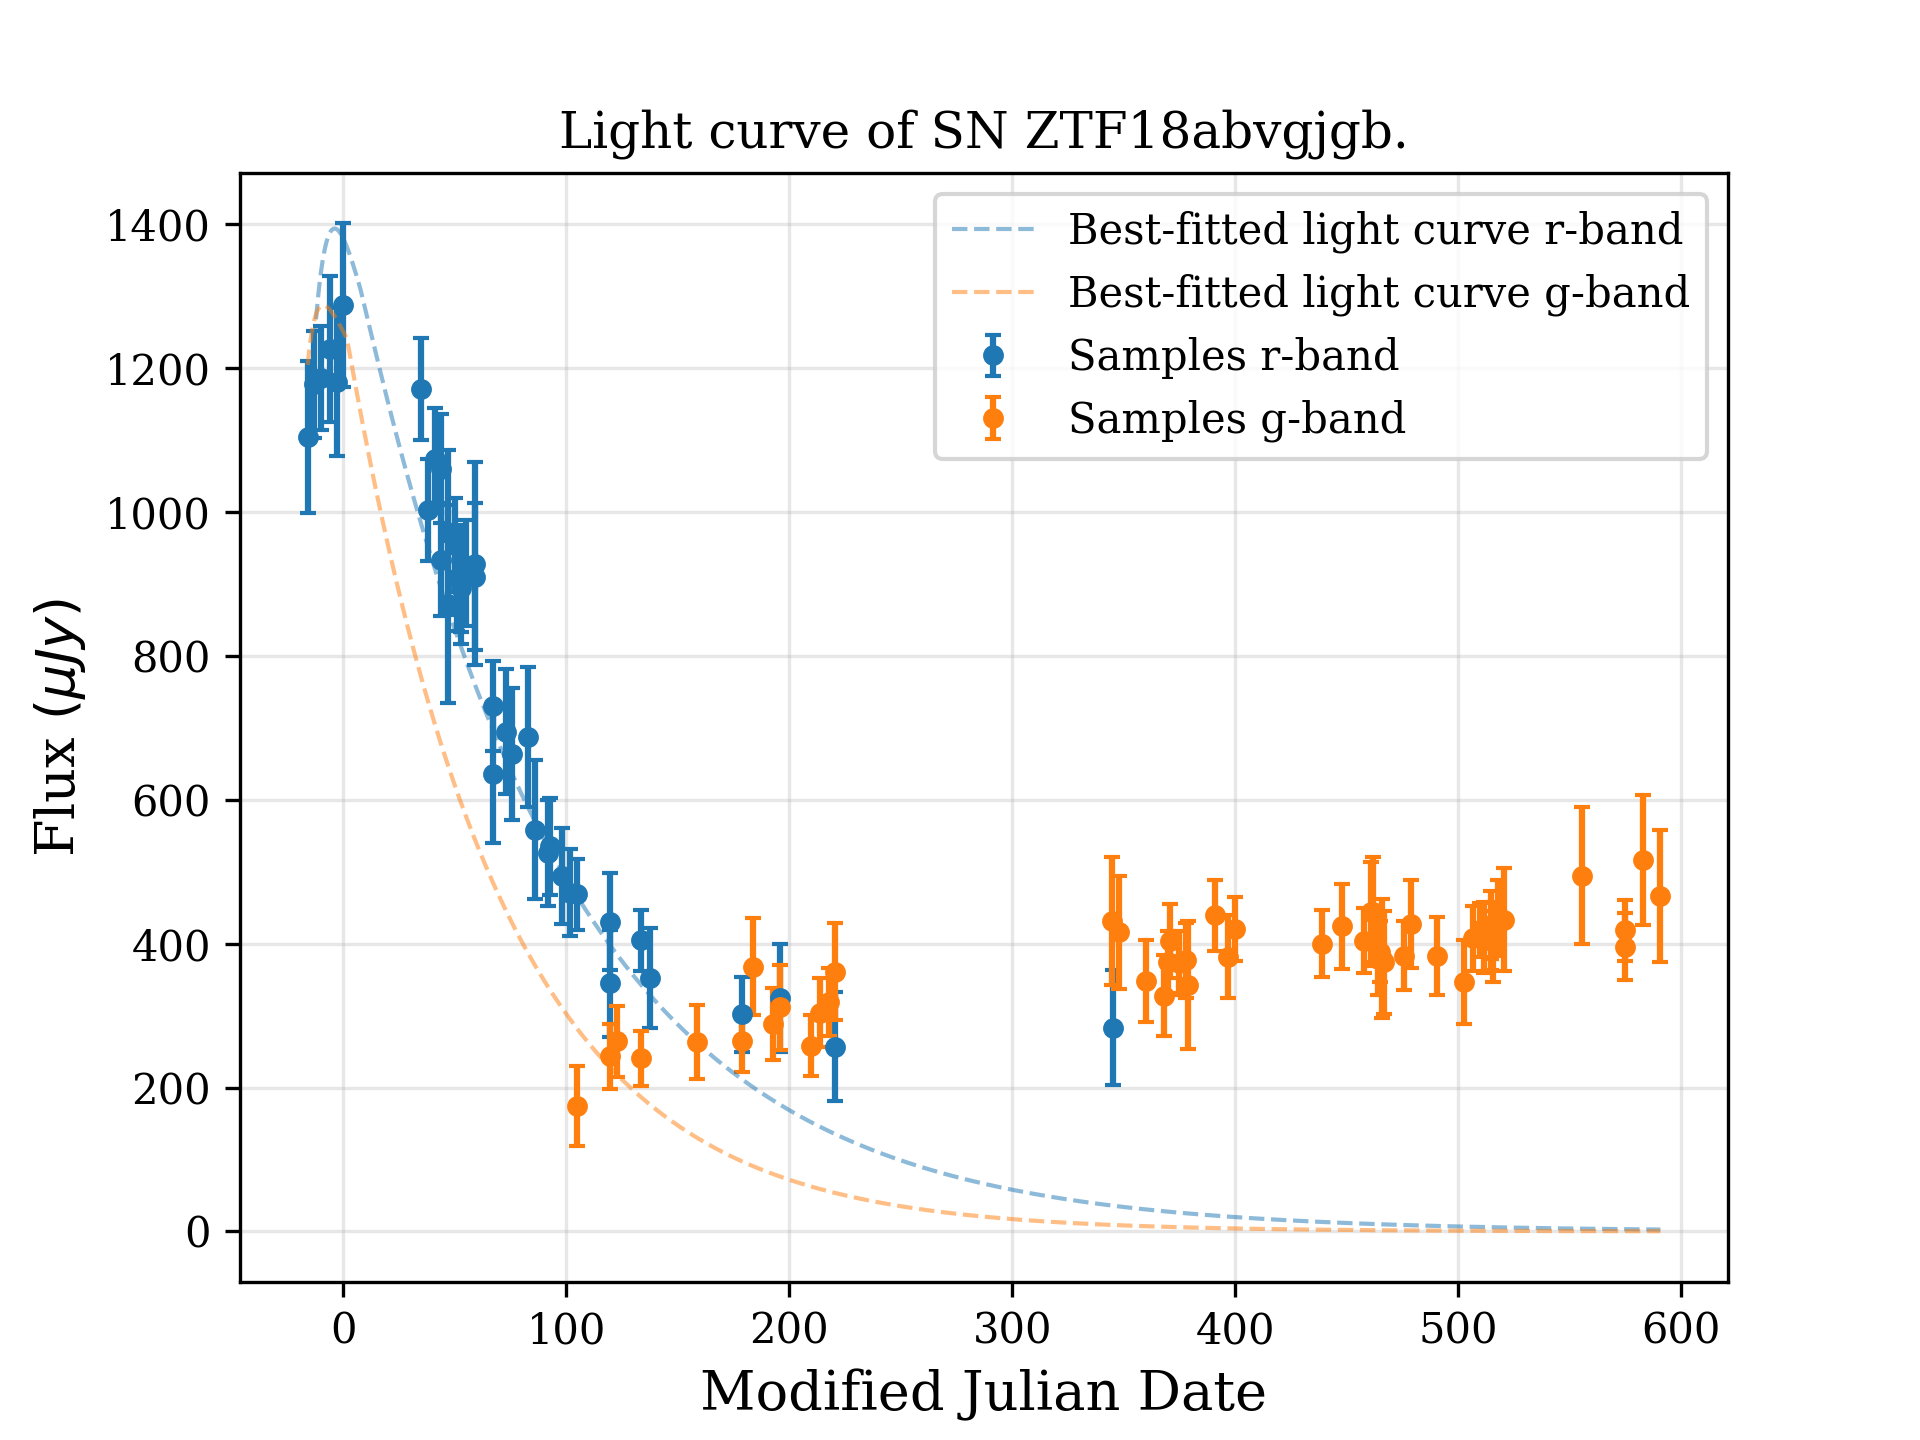 Light curve of SN ZTF18abvgjgb.
Best-fitted light curve r-band
Best-fitted light curve g-band
Samples r-band
Samples g-band
1400
1200
1000
800
600
400
200
0
Flux (μJy)
0 100 200 300 400 500 600
Modified Julian Date